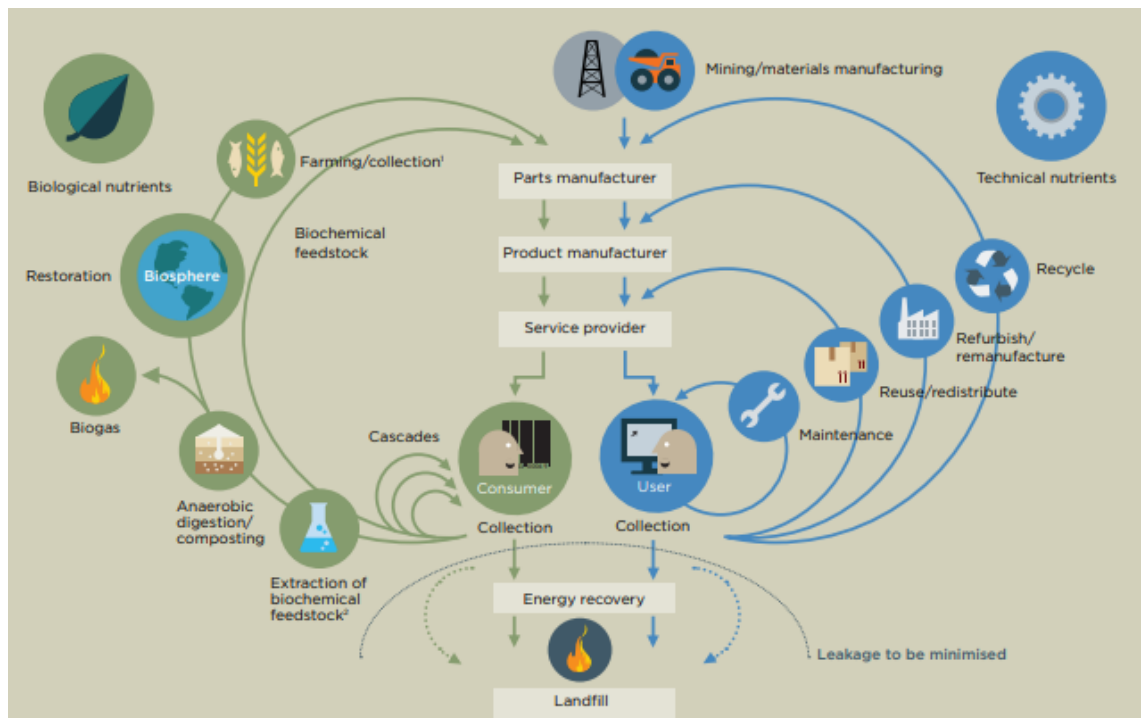 Mining/materials manufacturing
Biological nutrients
Farming/collection¹
Technical nutrients
Parts manufacturer
Biochemical
feedstock
Restoration
Biosphere
Product manufacturer
Recycle
Service provider
Refurbish/
remanufacture
Biogas
Reuse/redistribute
Cascades
Maintenance
Consumer
User
Anaerobic
digestion/
composting
Collection
Collection
Extraction of
biochemical
feedstock²
Energy recovery
Leakage to be minimised
Landfill